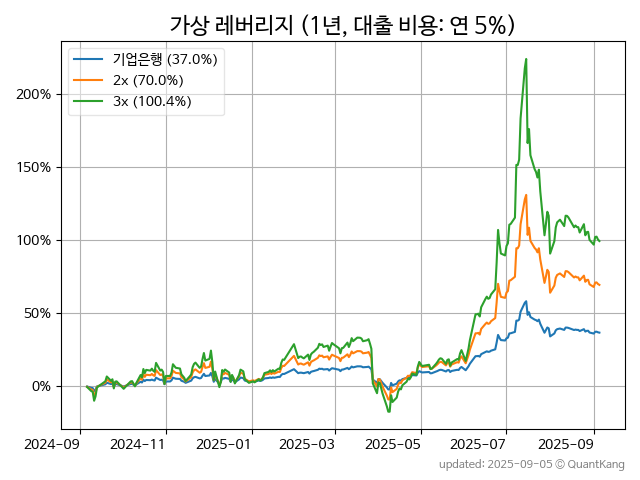 가상 레버리지 (1년, 대출 비용: 연 5%)
기업은행 (37.0%)
2x (70.0%)
3x (100.4%)
200%
150%
100%
50%
0%
2024-09 2024-11 2025-01 2025-03 2025-05 2025-07 2025-09
updated: 2025-09-05 © QuantKang